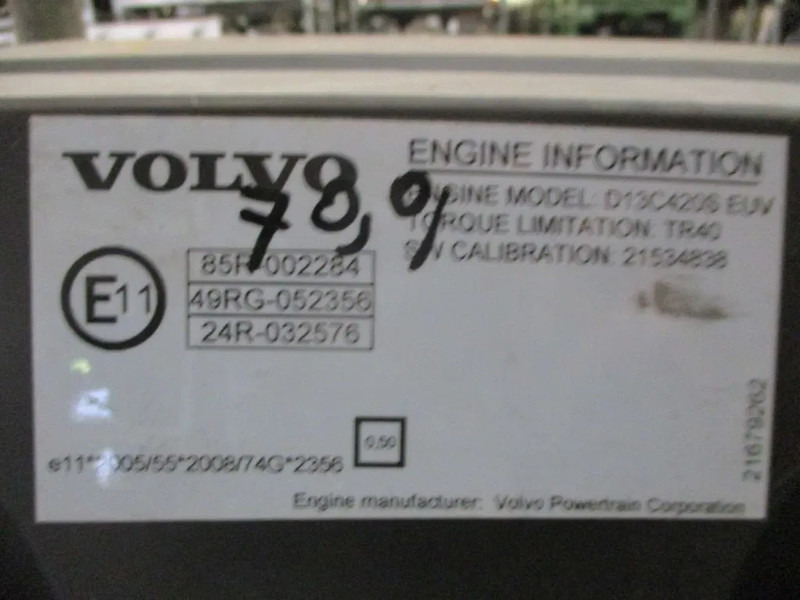 VOLVO
ENGINE INFORMATION
ENGINE MODEL: D13C420S EUV
TORQUE LIMITATION: TR40
SW CALIBRATION: 21534838
78,9
E11
85R-002284
49RG-052356
24R-032576
0,50
e11*2005/55*2008/74G*2356
Engine manufacturer: Volvo Powertrain Corporation
21679262